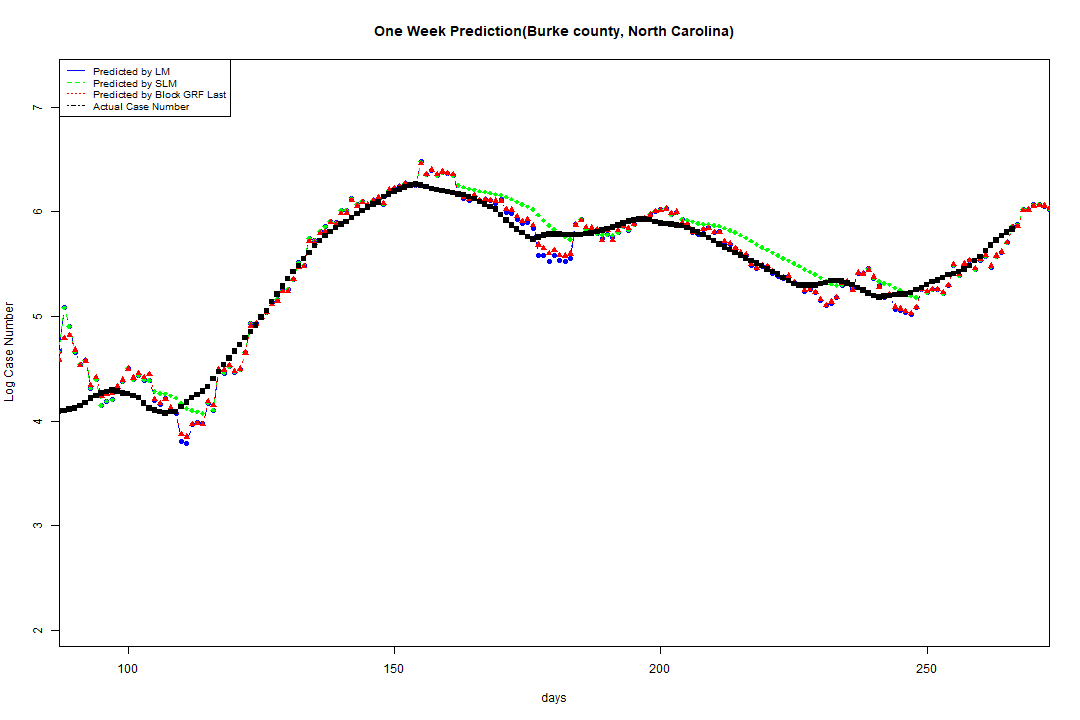 One Week Prediction(Burke county, North Carolina)
Predicted by LM
Predicted by SLM
Predicted by Block GRF Last
Actual Case Number
7
6
5
4
3
2
Log Case Number
100 150 200 250
days